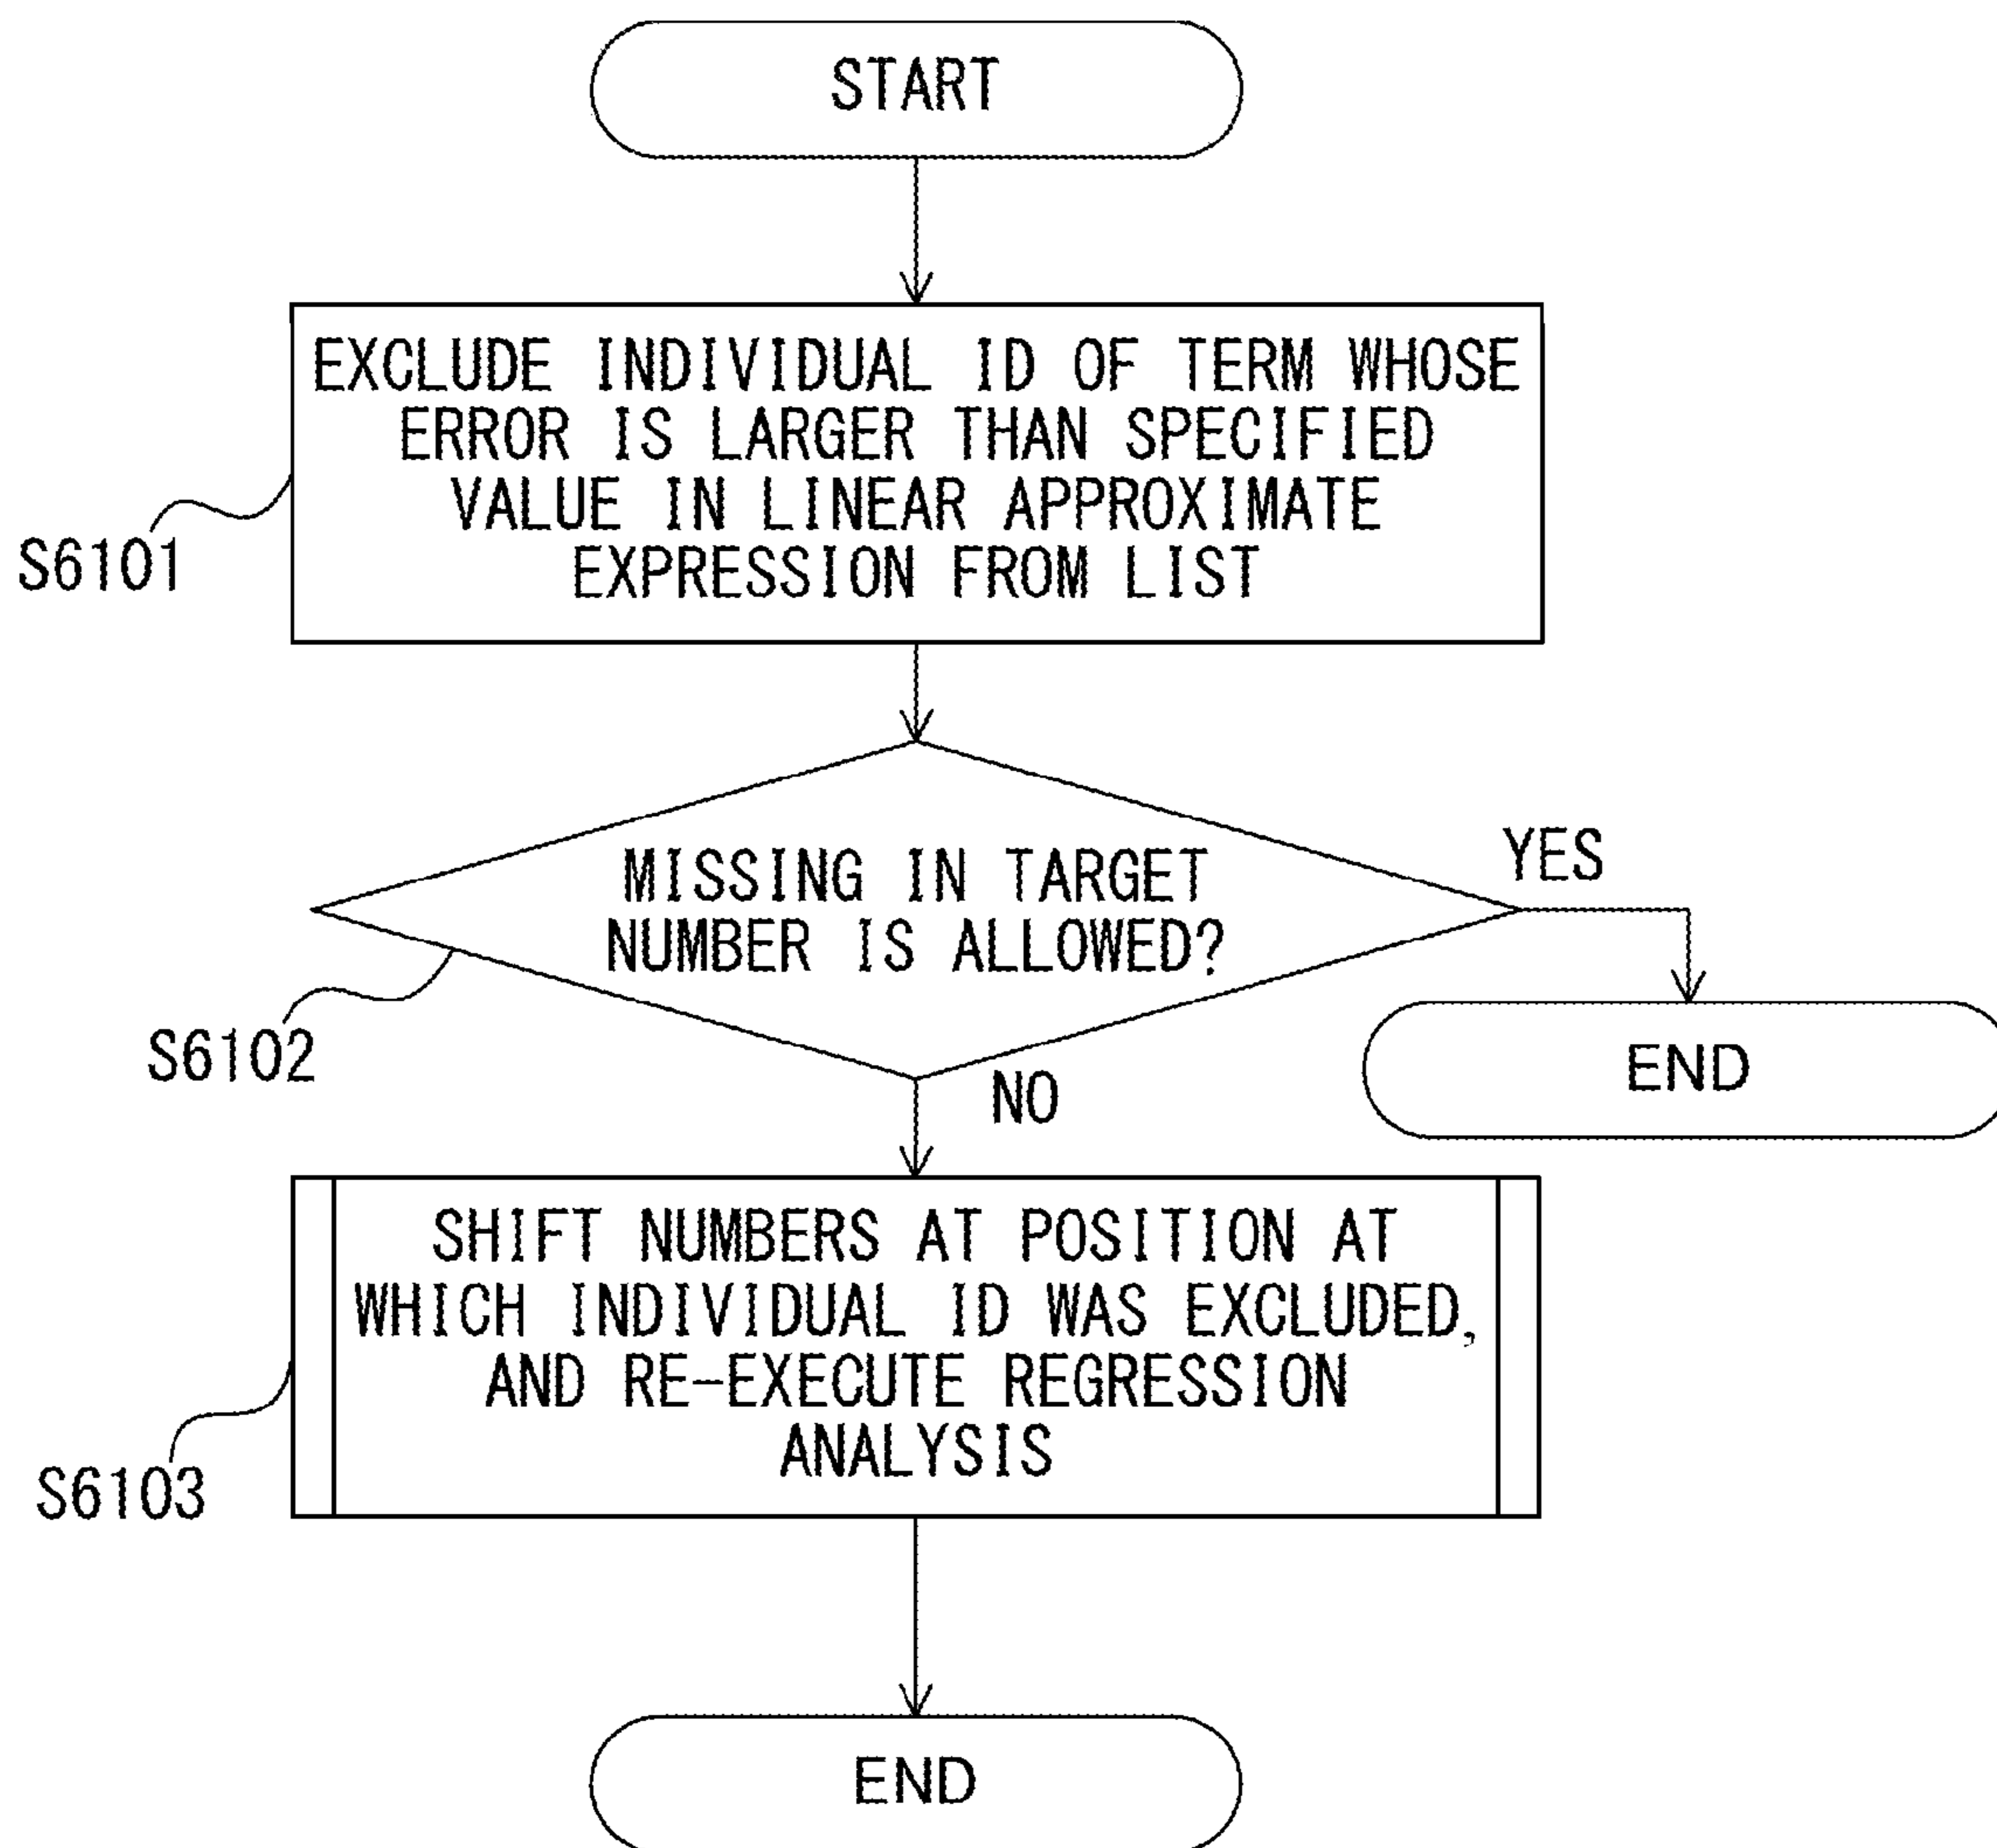 START
EXCLUDE INDIVIDUAL ID OF TERM WHOSE
ERROR IS LARGER THAN SPECIFIED
VALUE IN LINEAR APPROXIMATE
EXPRESSION FROM LIST
S6101
MISSING IN TARGET
NUMBER IS ALLOWED?
YES
S6102
END
NO
SHIFT NUMBERS AT POSITION AT
WHICH INDIVIDUAL ID WAS EXCLUDED,
AND RE-EXECUTE REGRESSION
ANALYSIS
S6103
END